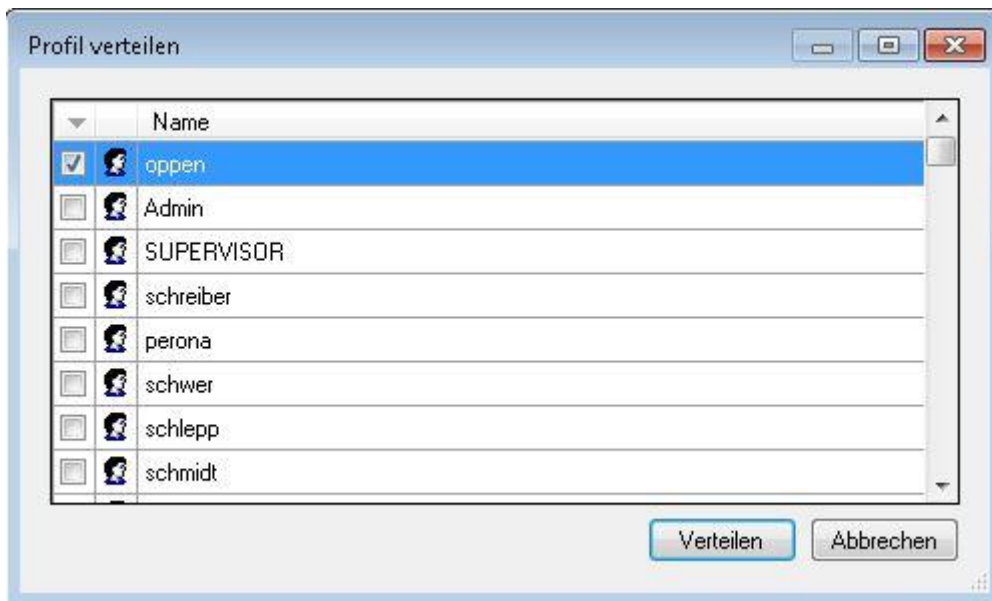 Profil verteilen
Name
oppen
Admin
SUPERVISOR
schreiber
perona
schwer
schlepp
schmidt
Verteilen Abbrechen